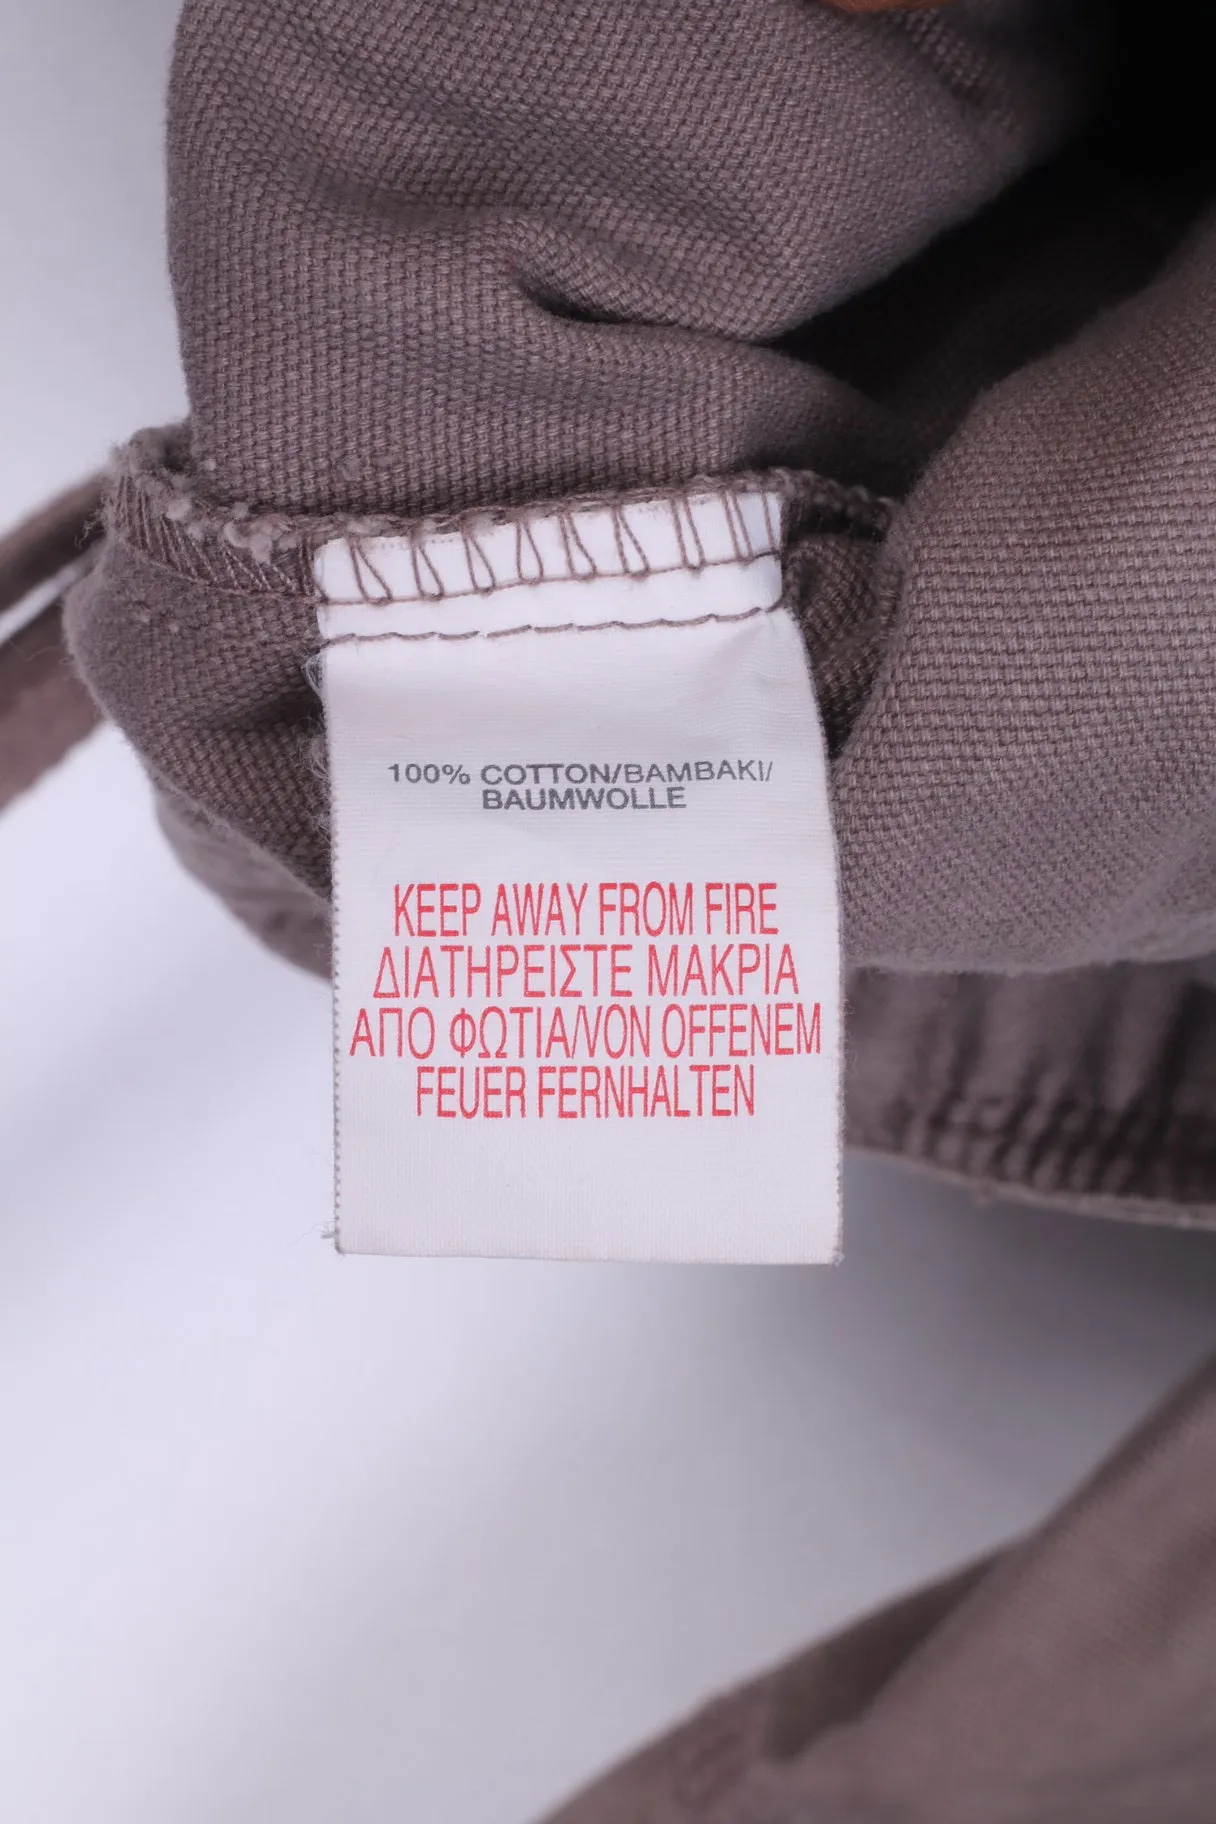 100% COTTON/BAMBAKI/
BAUMWOLLE
KEEP AWAY FROM FIRE
ΔΙΑΤΗΡΕΙΣΤΕ ΜΑΚΡΙΑ
ΑΠΟ ΦΩΤΙΑ/VON OFFENEM
FEUER FERNHALTEN